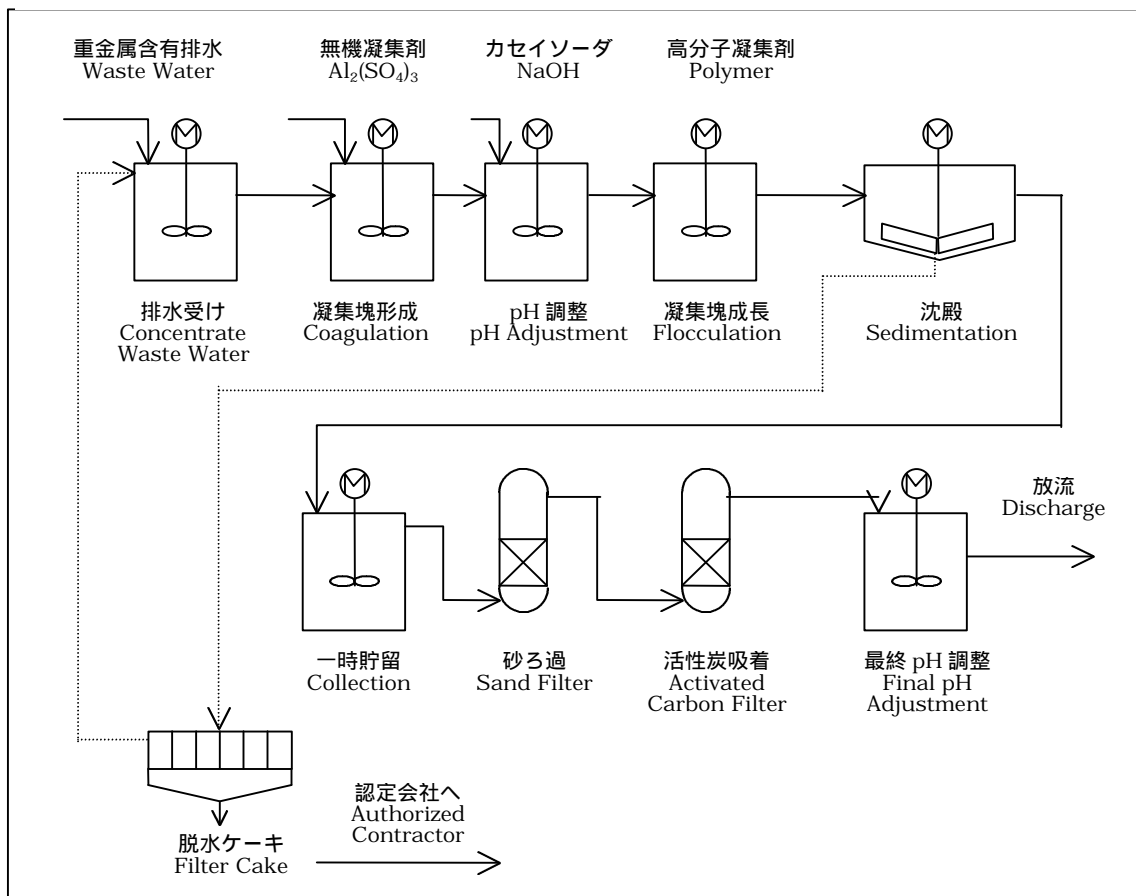 重金属含有排水
Waste Water
無機凝集剤
Al₂(SO₄)₃
カセイソーダ
NaOH
高分子凝集剤
Polymer
M
M
M
M
M
排水受け
Concentrate
Waste Water
凝集塊形成
Coagulation
pH 調整
pH Adjustment
凝集塊成長
Flocculation
沈殿
Sedimentation
M
M
放流
Discharge
一時貯留
Collection
砂ろ過
Sand Filter
活性炭吸着
Activated
Carbon Filter
最終 pH 調整
Final pH
Adjustment
認定会社へ
Authorized
Contractor
脱水ケーキ
Filter Cake